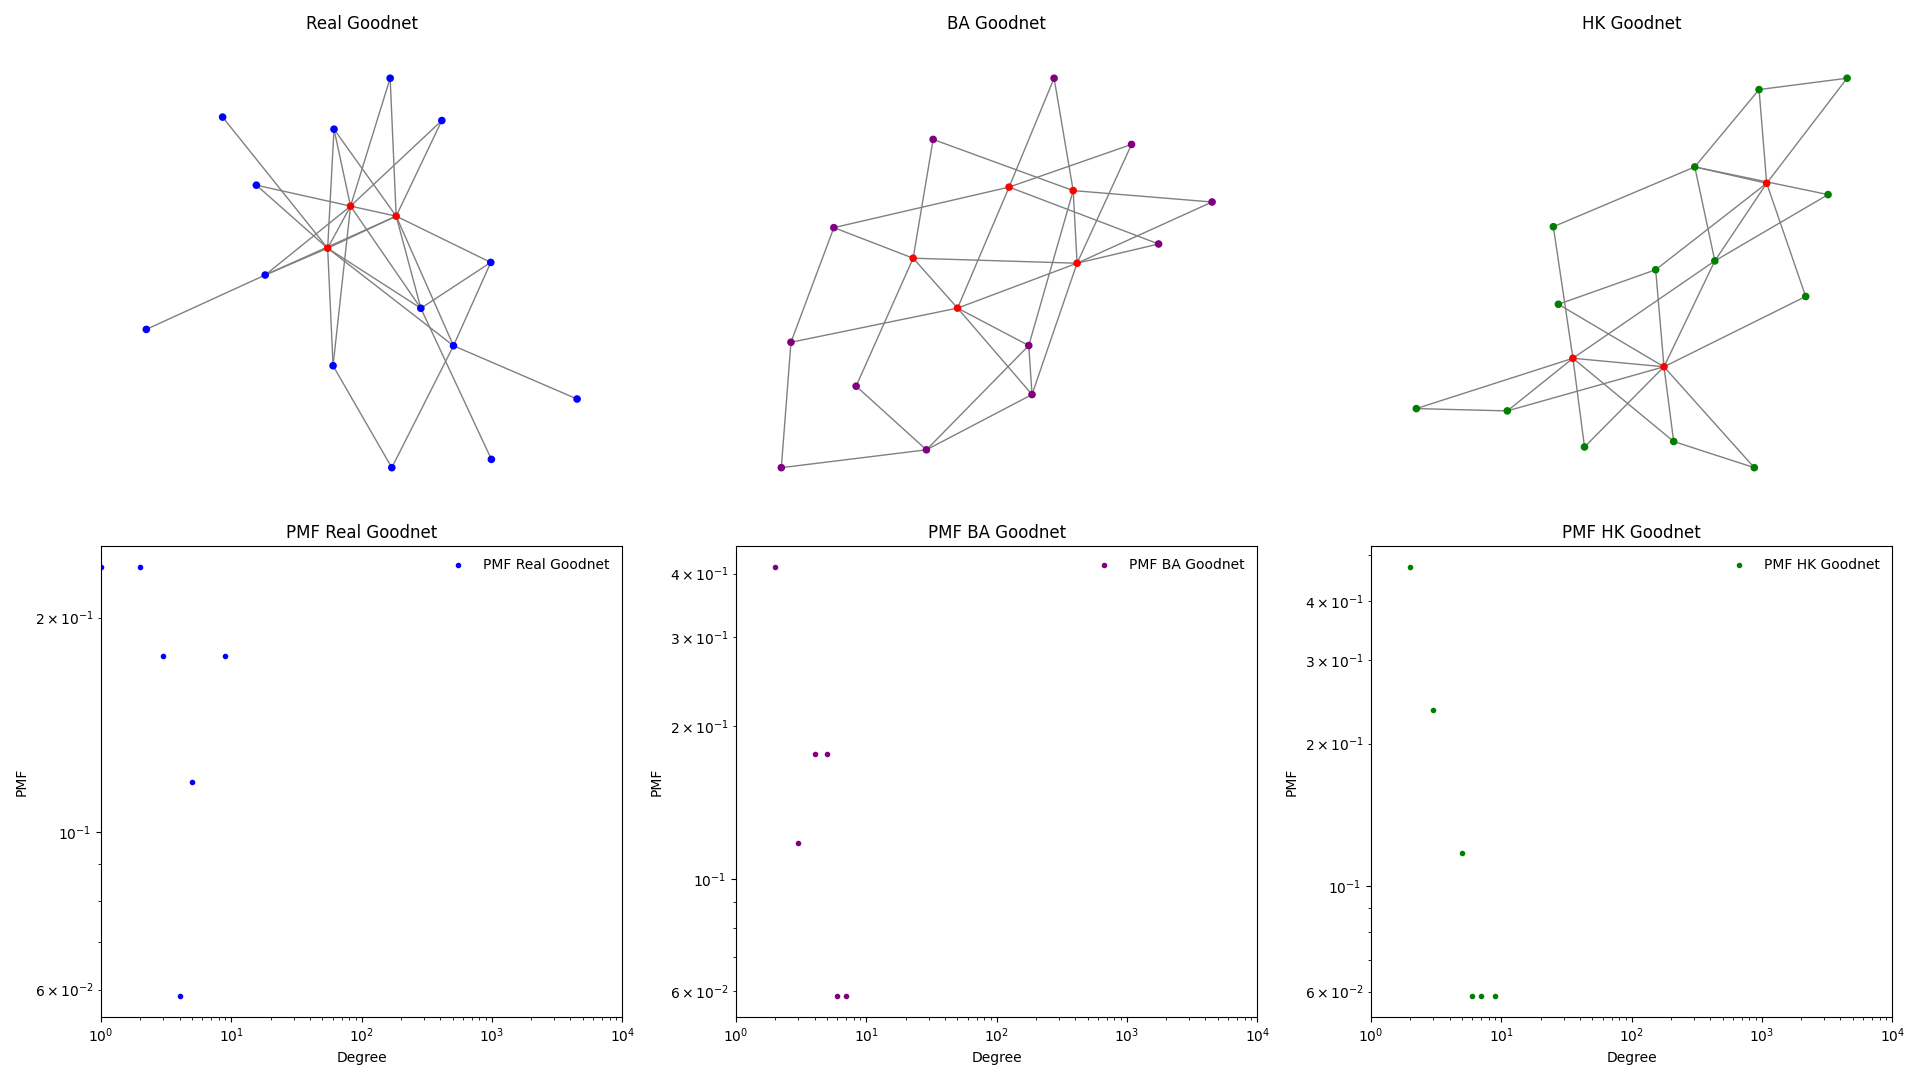 Real Goodnet
BA Goodnet
HK Goodnet
PMF Real Goodnet
PMF Real Goodnet
2 × 10⁻¹
10⁻¹
6 × 10⁻²
PMF
10⁰ 10¹ 10² 10³ 10⁴
Degree
PMF BA Goodnet
PMF BA Goodnet
4 × 10⁻¹
3 × 10⁻¹
2 × 10⁻¹
10⁻¹
6 × 10⁻²
PMF
10⁰ 10¹ 10² 10³ 10⁴
Degree
PMF HK Goodnet
PMF HK Goodnet
4 × 10⁻¹
3 × 10⁻¹
2 × 10⁻¹
10⁻¹
6 × 10⁻²
PMF
10⁰ 10¹ 10² 10³ 10⁴
Degree